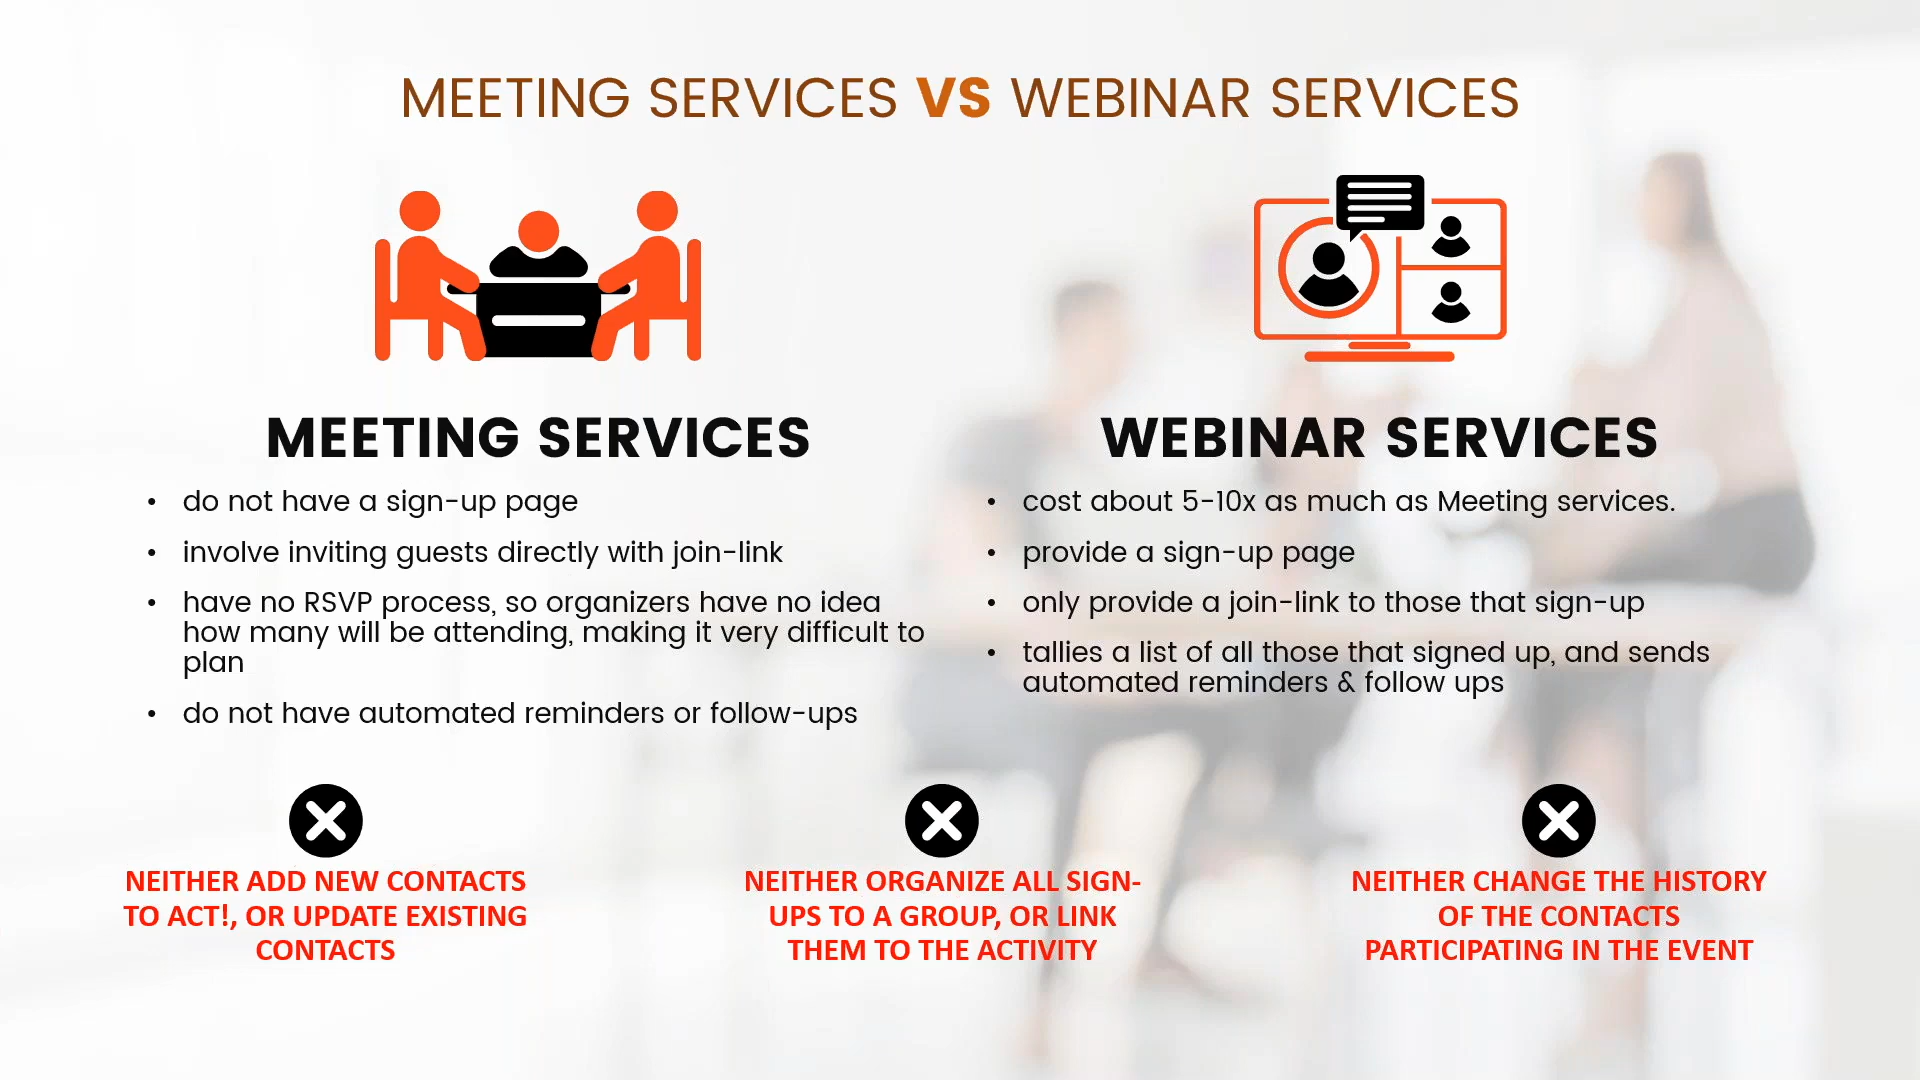 MEETING SERVICES VS WEBINAR SERVICES
MEETING SERVICES
• do not have a sign-up page
• involve inviting guests directly with join-link
• have no RSVP process, so organizers have no idea
how many will be attending, making it very difficult to
plan
• do not have automated reminders or follow-ups
WEBINAR SERVICES
• cost about 5-10x as much as Meeting services.
• provide a sign-up page
• only provide a join-link to those that sign-up
• tallies a list of all those that signed up, and sends
automated reminders & follow ups
NEITHER ADD NEW CONTACTS
TO ACT!, OR UPDATE EXISTING
CONTACTS
NEITHER ORGANIZE ALL SIGN-
UPS TO A GROUP, OR LINK
THEM TO THE ACTIVITY
NEITHER CHANGE THE HISTORY
OF THE CONTACTS
PARTICIPATING IN THE EVENT